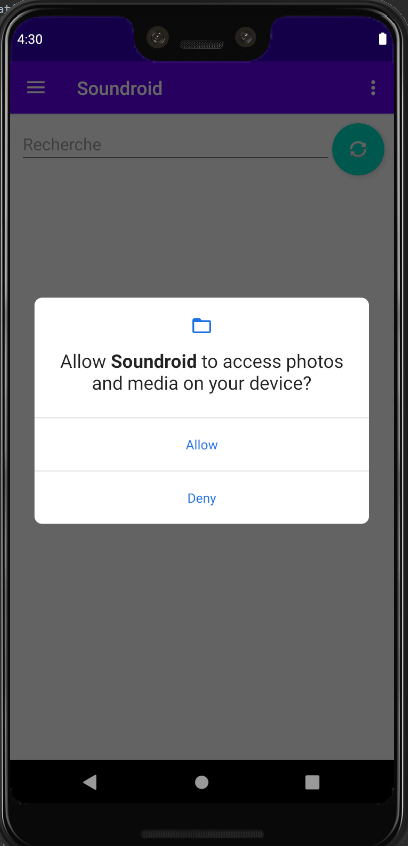 4:30
Soundroid
Recherche
Allow Soundroid to access photos
and media on your device?
Allow
Deny